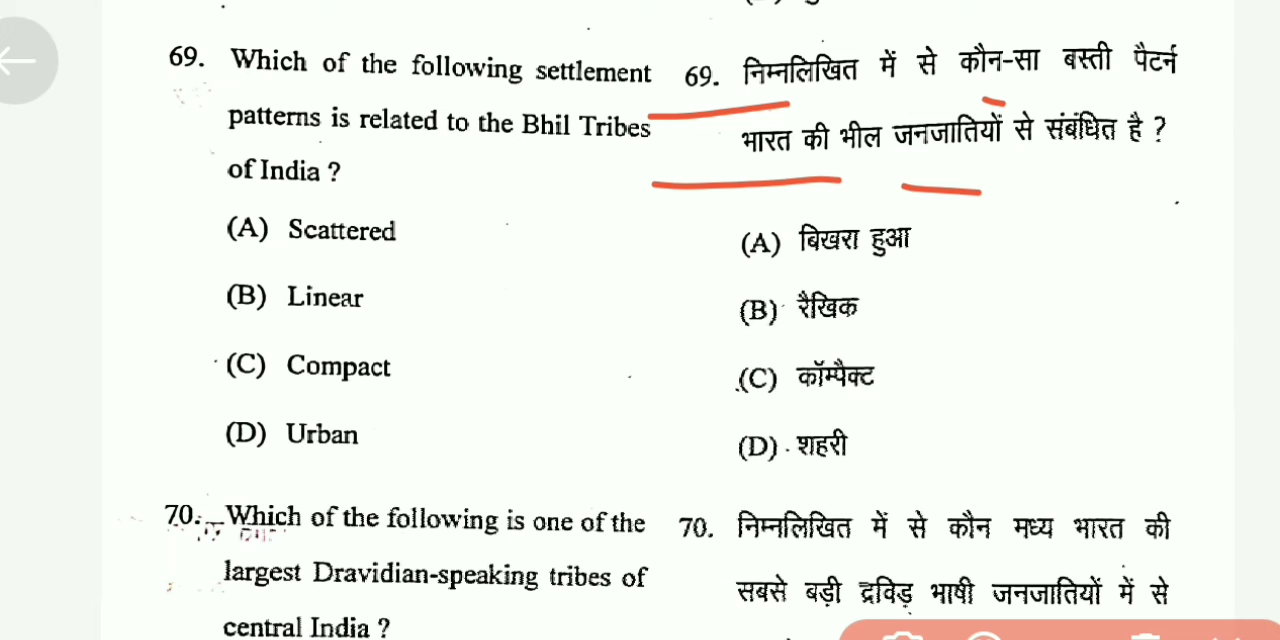 69. Which of the following settlement
patterns is related to the Bhil Tribes
of India ?
(A) Scattered
(B) Linear
(C) Compact
(D) Urban
70. Which of the following is one of the
largest Dravidian-speaking tribes of
central India ?
69. निम्नलिखित में से कौन-सा बस्ती पैटर्न
भारत की भील जनजातियों से संबंधित है ?
(A) बिखरा हुआ
(B) रैखिक
(C) कॉम्पैक्ट
(D) शहरी
70. निम्नलिखित में से कौन मध्य भारत की
सबसे बड़ी द्रविड़ भाषी जनजातियों में से